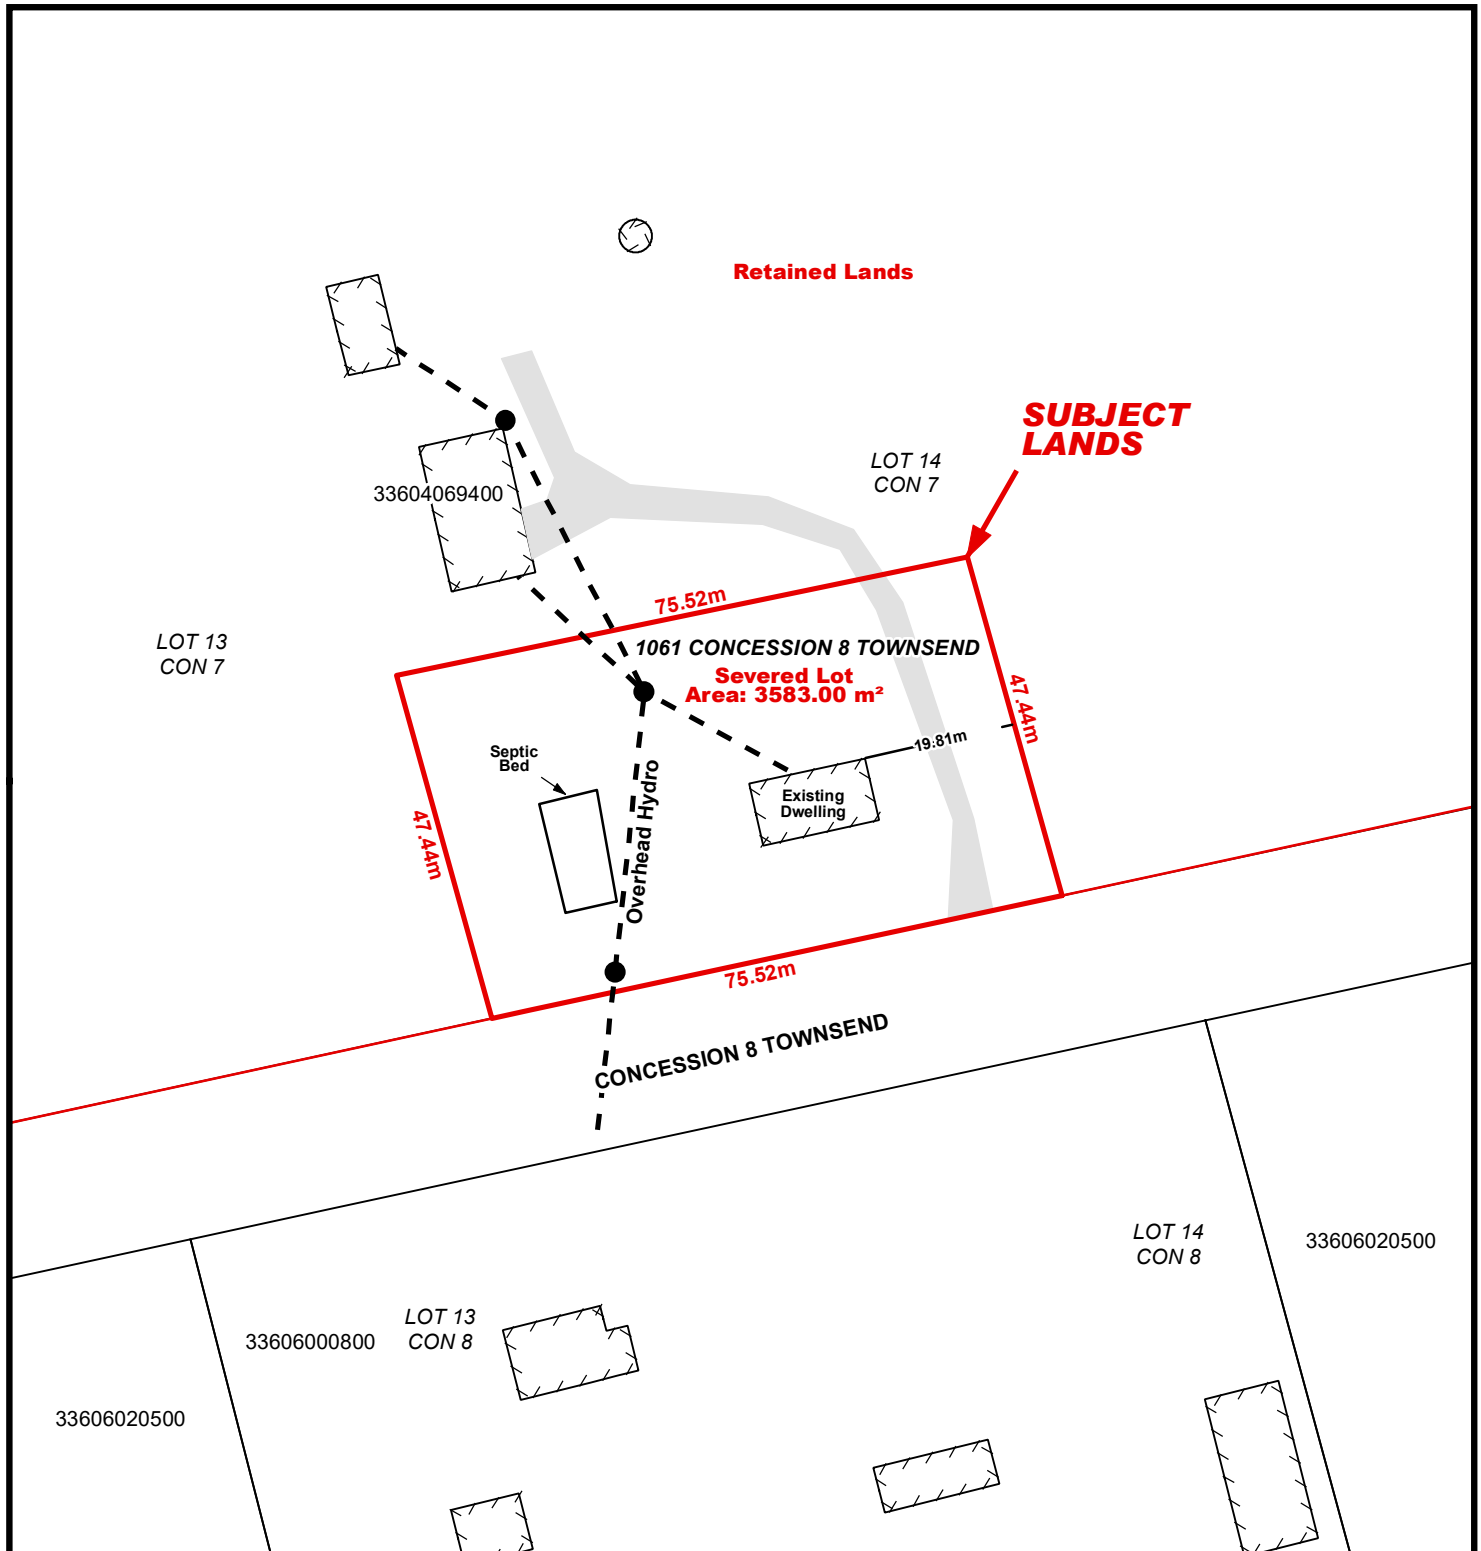 Retained Lands
SUBJECT
LANDS
LOT 14
CON 7
33604069400
75.52m
LOT 13
CON 7
1061 CONCESSION 8 TOWNSEND
Severed Lot
Area: 3583.00 m²
47.44m
19.81m
Septic
Bed
Overhead Hydro
Existing
Dwelling
47.44m
75.52m
CONCESSION 8 TOWNSEND
LOT 14
CON 8
33606020500
LOT 13
CON 8
33606000800
33606020500